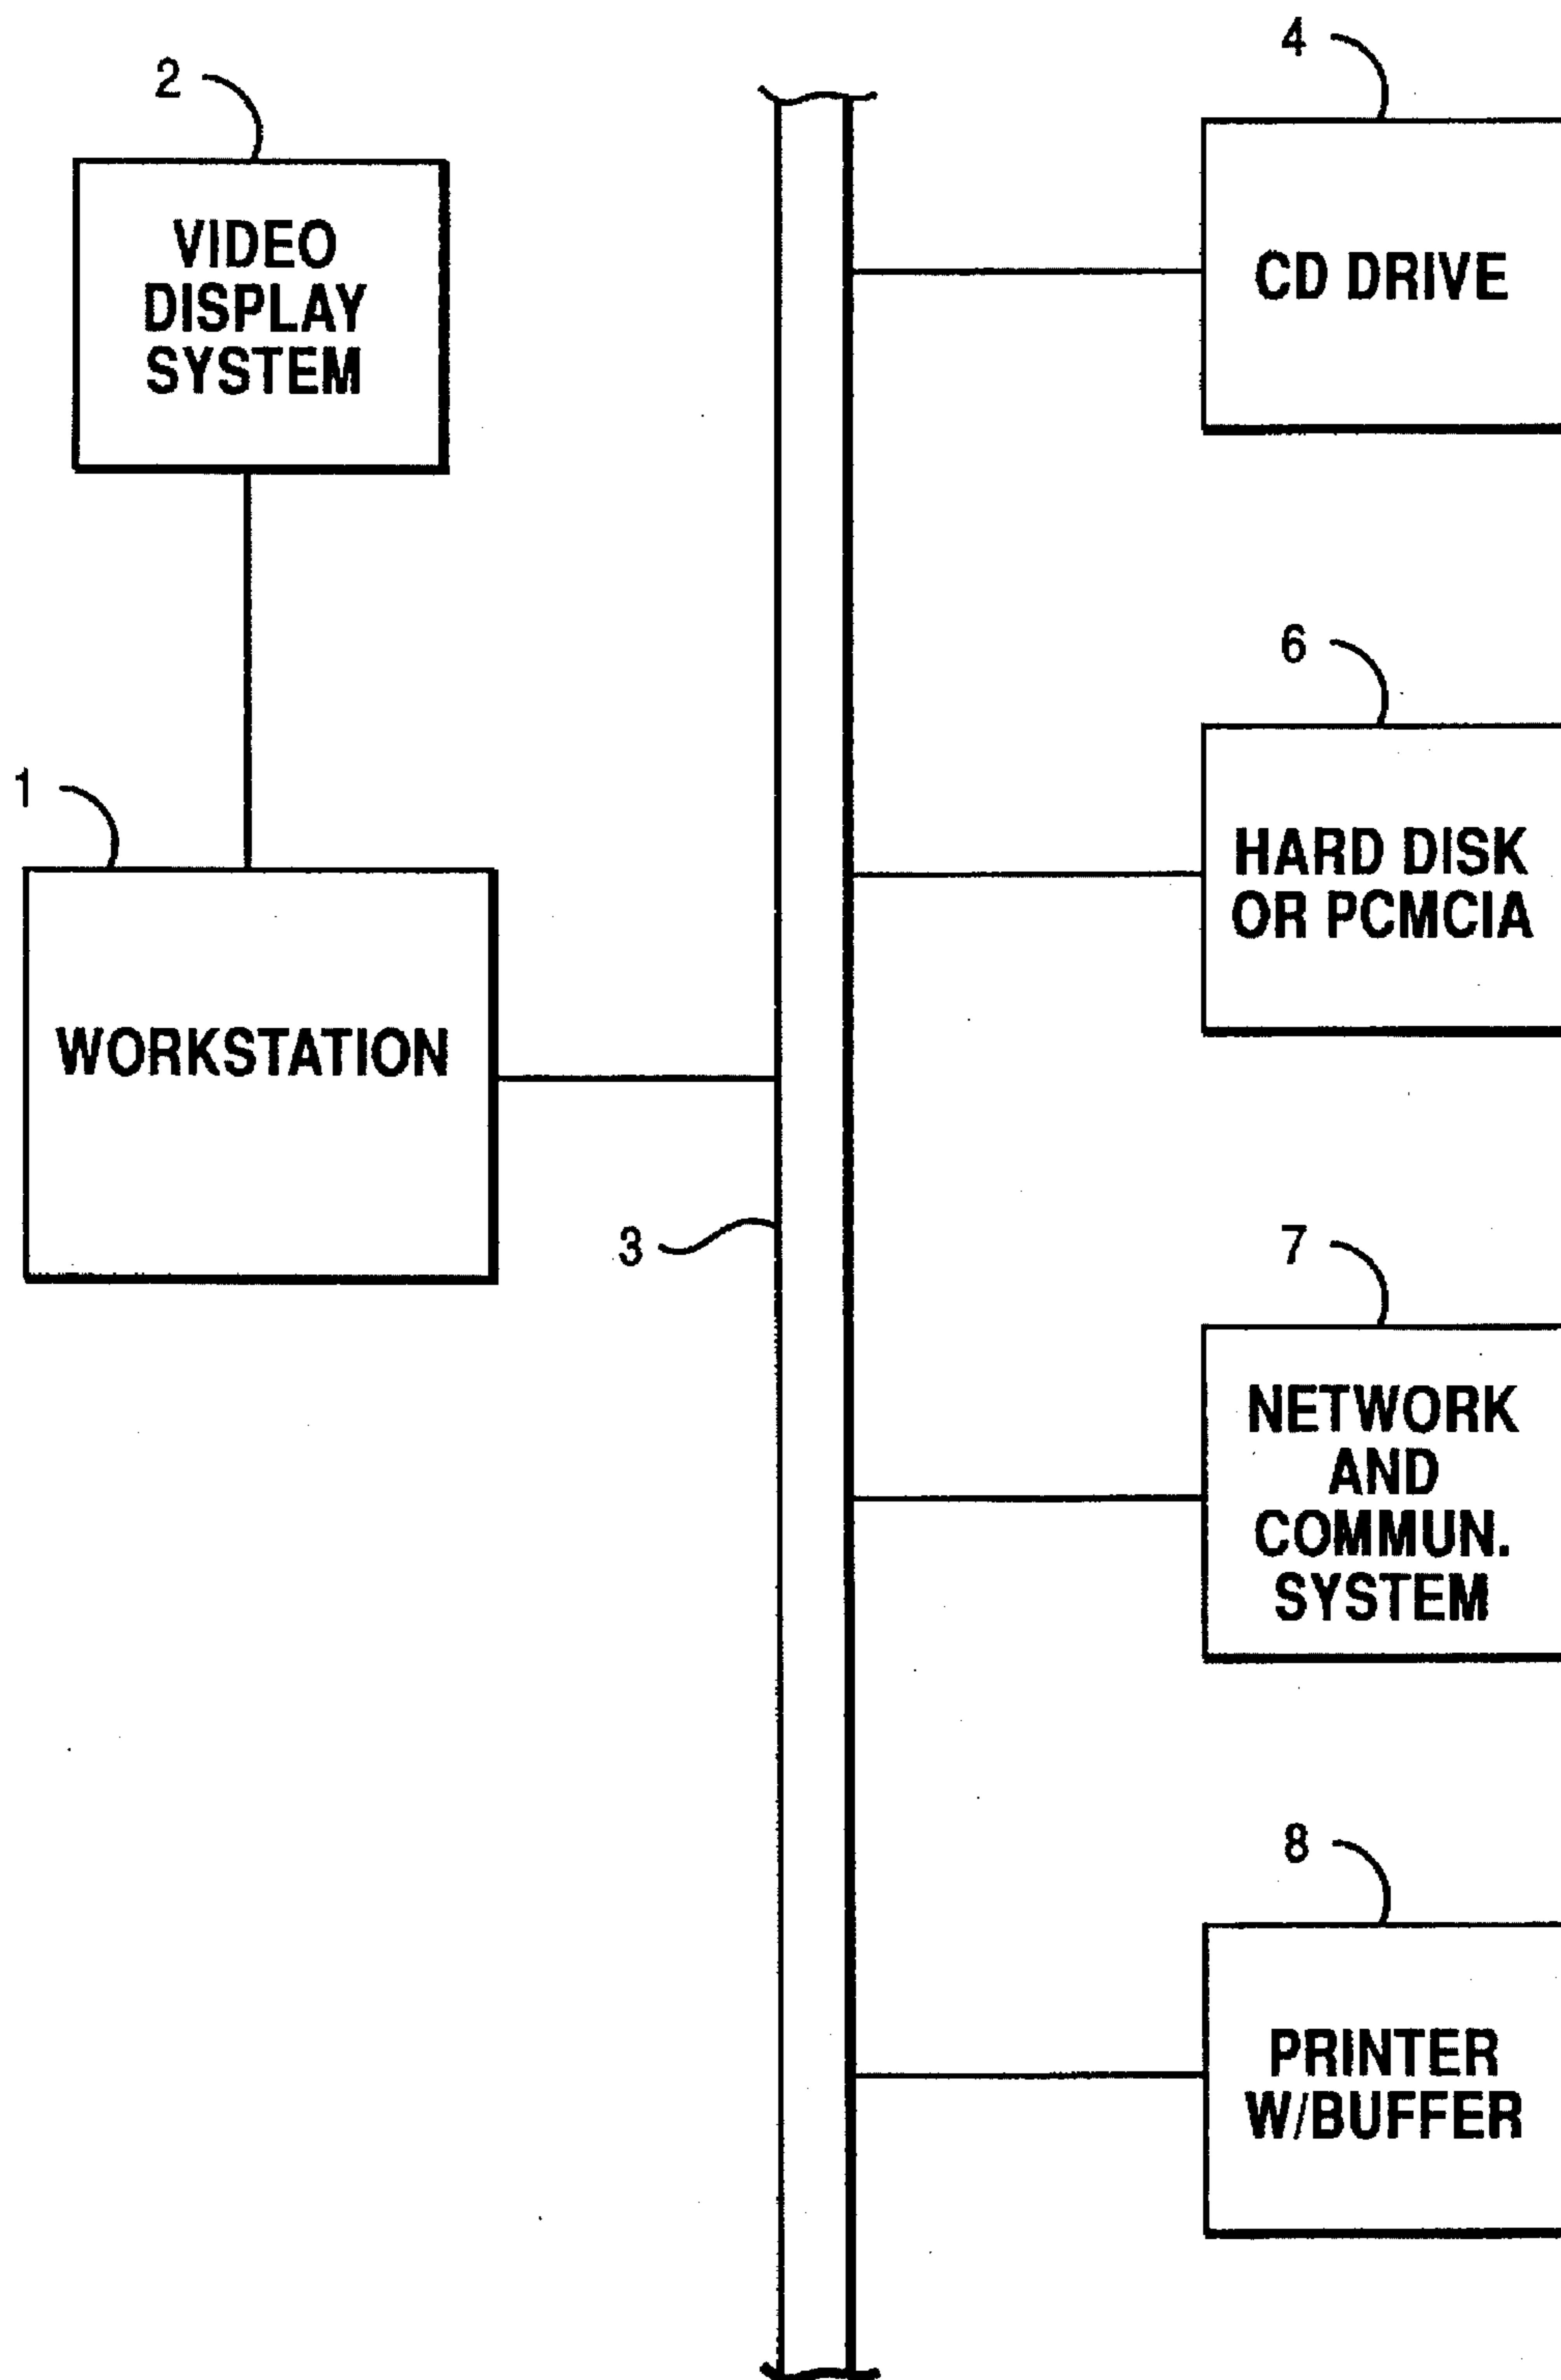 2
VIDEO
DISPLAY
SYSTEM
1
WORKSTATION
3
4
CD DRIVE
6
HARD DISK
OR PCMCIA
7
NETWORK
AND
COMMUN.
SYSTEM
8
PRINTER
W/BUFFER